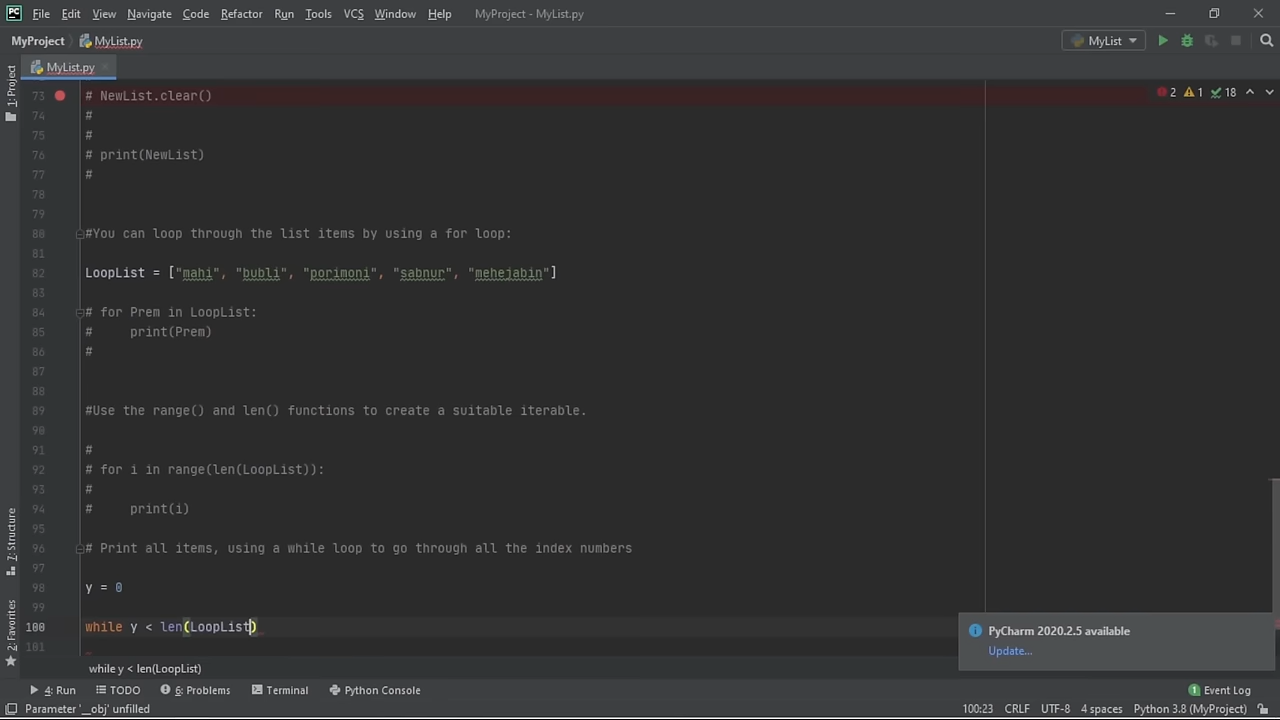 File Edit View Navigate Code Refactor Run Tools VCS Window Help MyProject - MyList.py
MyProject MyList.py MyList
MyList.py
1: Project
73 # NewList.clear() 2 1 18
74 #
75 #
76 # print(NewList)
77 #
78
79
80 #You can loop through the list items by using a for loop:
81
82 LoopList = ["mahi", "bubli", "porimoni", "sabnur", "mehejabin"]
83
84 # for Prem in LoopList:
85 #     print(Prem)
86 #
87
88
89 #Use the range() and len() functions to create a suitable iterable.
90
91 #
92 # for i in range(len(LoopList)):
93 #
94 #     print(i)
95
96 # Print all items, using a while loop to go through all the index numbers
97
98 y = 0
99
100 while y < len(LoopList)
101
7: Structure
2: Favorites
PyCharm 2020.2.5 available
Update...
while y < len(LoopList)
4: Run TODO 6: Problems Terminal Python Console 1 Event Log
Parameter '__obj' unfilled 100:23 CRLF UTF-8 4 spaces Python 3.8 (MyProject)